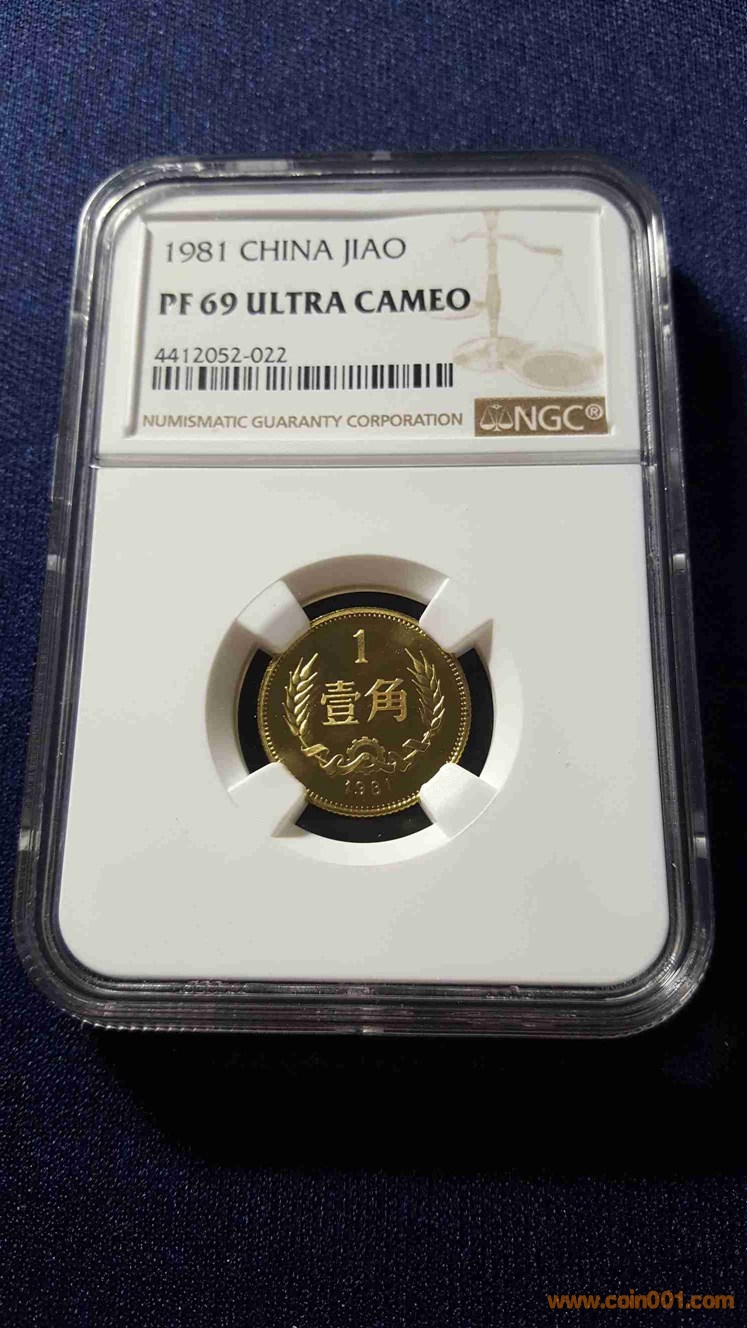 1981 CHINA JIAO
PF 69 ULTRA CAMEO
4412052-022
NUMISMATIC GUARANTY CORPORATION
NGC®
1
壹角
1981
www.coin001.com